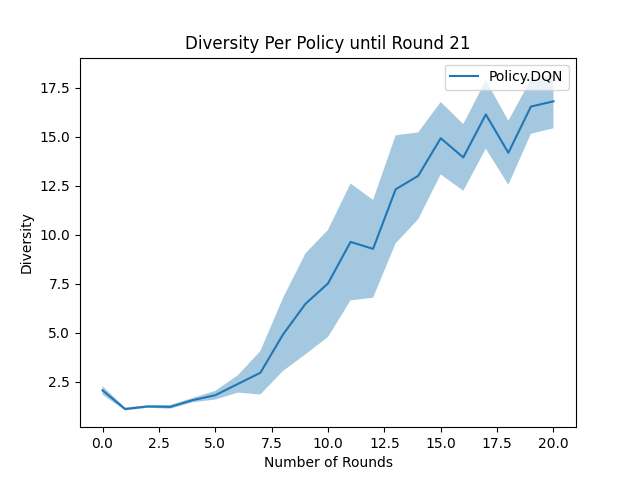 Diversity Per Policy until Round 21
Policy.DQN
17.5
15.0
12.5
10.0
7.5
5.0
2.5
Diversity
0.0 2.5 5.0 7.5 10.0 12.5 15.0 17.5 20.0
Number of Rounds